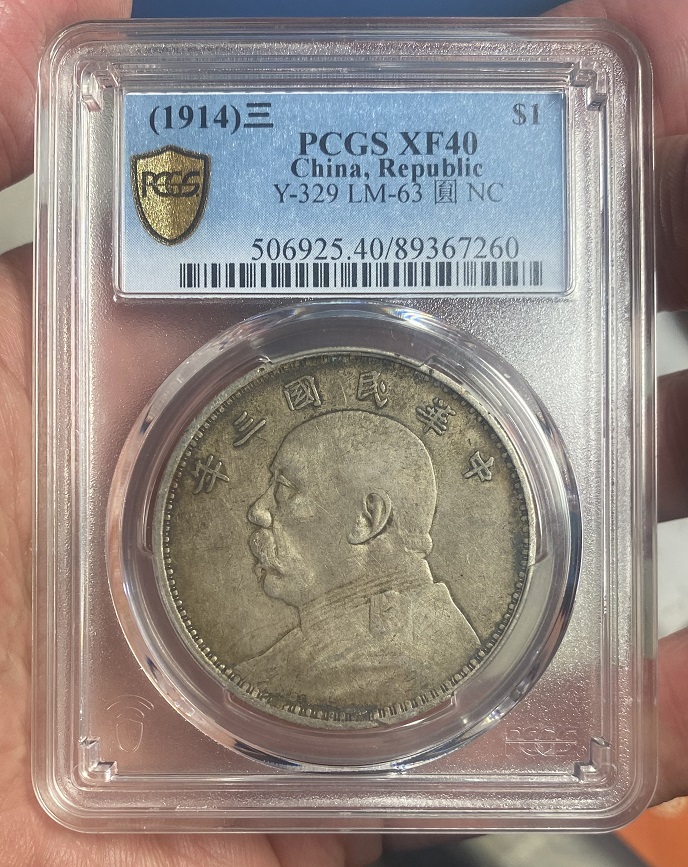 (1914)三 $1
PCGS XF40
China, Republic
Y-329 LM-63 圓 NC
PCGS
506925.40/89367260
中華民國三年
PCGS